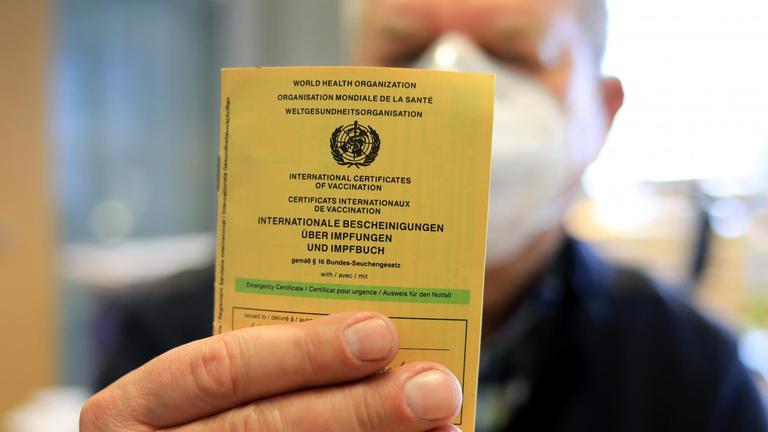 WORLD HEALTH ORGANIZATION
ORGANISATION MONDIALE DE LA SANTÉ
WELTGESUNDHEITSORGANISATION
INTERNATIONAL CERTIFICATES
OF VACCINATION
CERTIFICATS INTERNATIONAUX
DE VACCINATION
INTERNATIONALE BESCHEINIGUNGEN
ÜBER IMPFUNGEN
UND IMPFBUCH
gemäß § 16 Bundes-Seuchengesetz
with / avec / mit
Emergency Certificate / Certificat pour urgence / Ausweis für den Notfall
issued to / délivré à /
Internationale Gesundheitsvorschriften